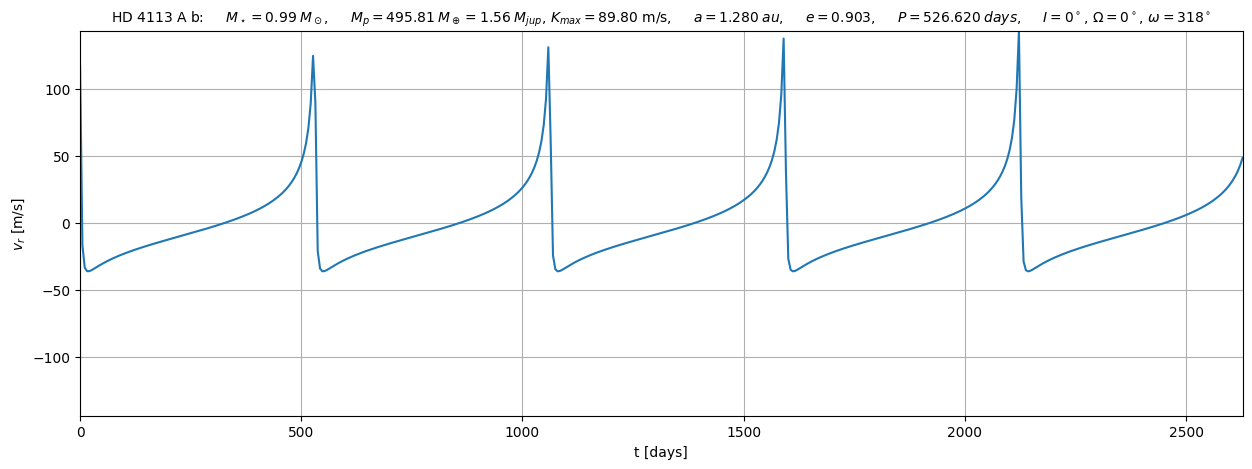 HD 4113 A b: M⋆ = 0.99 M⊙, Mp = 495.81 M⊕ = 1.56 Mjup, Kmax = 89.80 m/s, a = 1.280 au, e = 0.903, P = 526.620 days, I = 0°, Ω = 0°, ω = 318°
100
50
0
−50
−100
vr [m/s]
0 500 1000 1500 2000 2500
t [days]